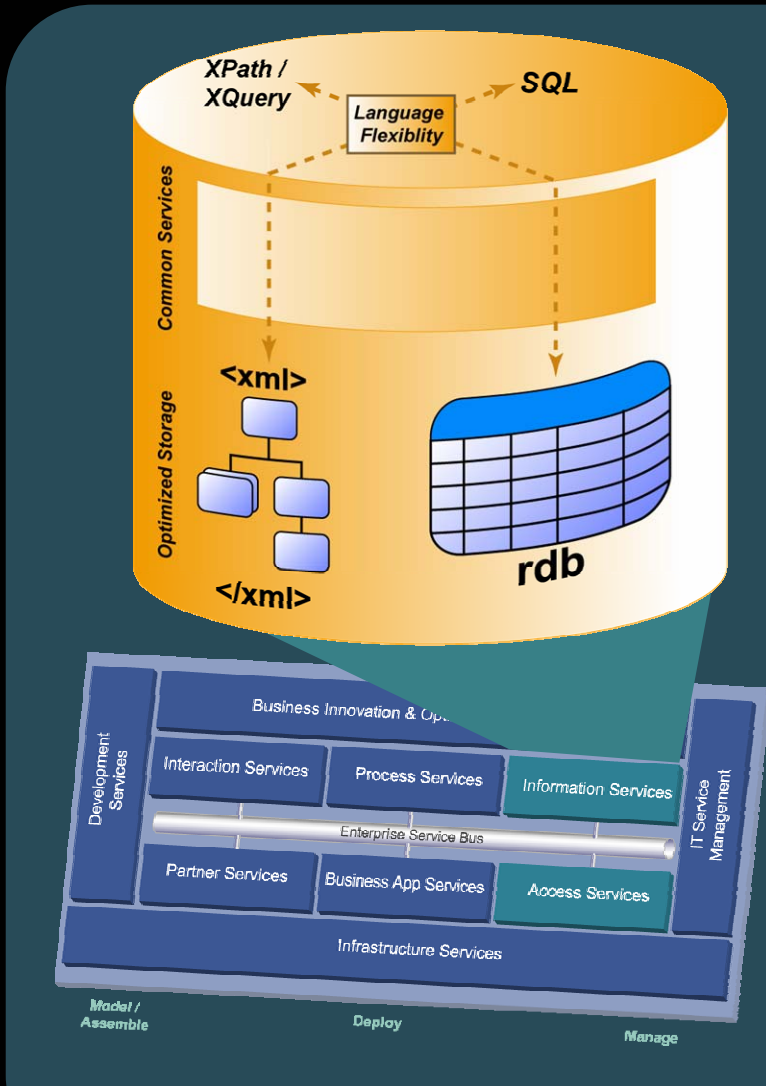 XPath /
XQuery
SQL
Language
Flexiblity
Common Services
<xml>
Optimized Storage
rdb
</xml>
Business Innovation &
Development
Services
Interaction Services
Process Services
Information Services
IT Service
Management
Enterprise Service Bus
Partner Services
Business App Services
Access Services
Infrastructure Services
Model /
Assemble
Deploy
Manage